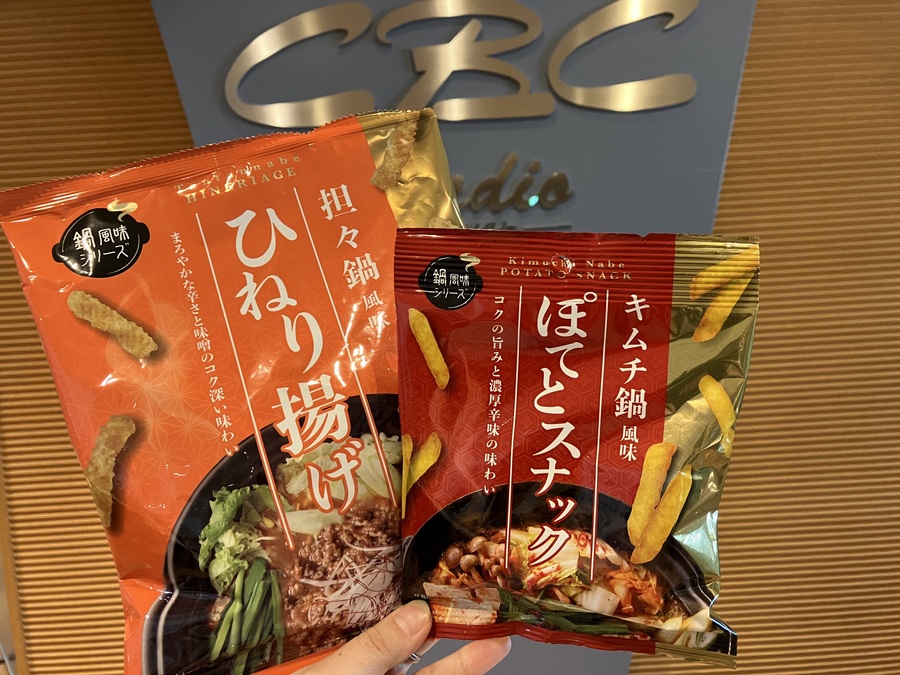 CBC
Tantan Nabe
HINERIAGE
鍋風味
シリーズ
担々鍋風味
ひねり揚げ
まろやかな辛さと味噌のコク深い味わい
Kimuchi Nabe
POTATO SNACK
鍋風味
シリーズ
キムチ鍋風味
ぽてとスナック
コクの旨みと濃厚辛味の味わい